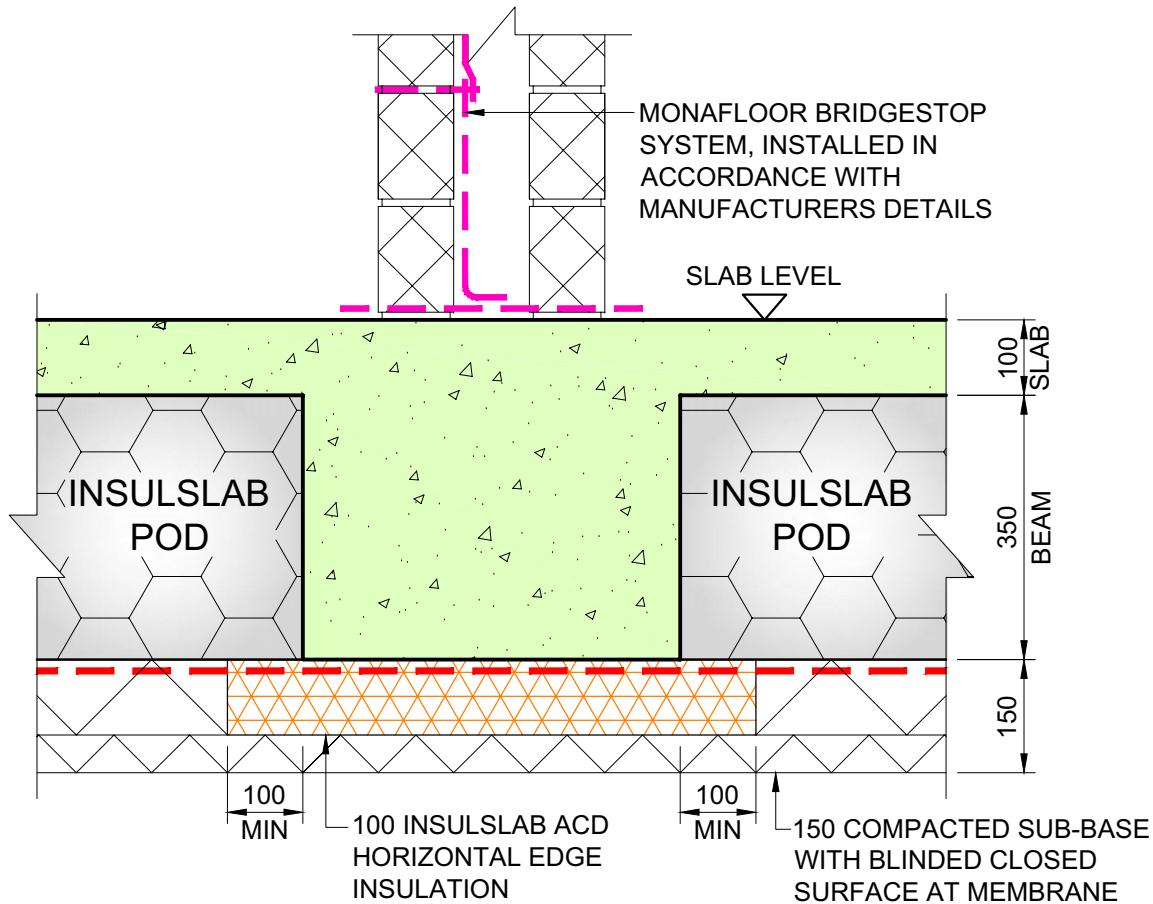 MONAFLOOR BRIDGESTOP
SYSTEM, INSTALLED IN
ACCORDANCE WITH
MANUFACTURERS DETAILS
SLAB LEVEL
100
SLAB
INSULSLAB
POD
INSULSLAB
POD
350
BEAM
150
100
MIN
100
MIN
100 INSULSLAB ACD
HORIZONTAL EDGE
INSULATION
150 COMPACTED SUB-BASE
WITH BLINDED CLOSED
SURFACE AT MEMBRANE